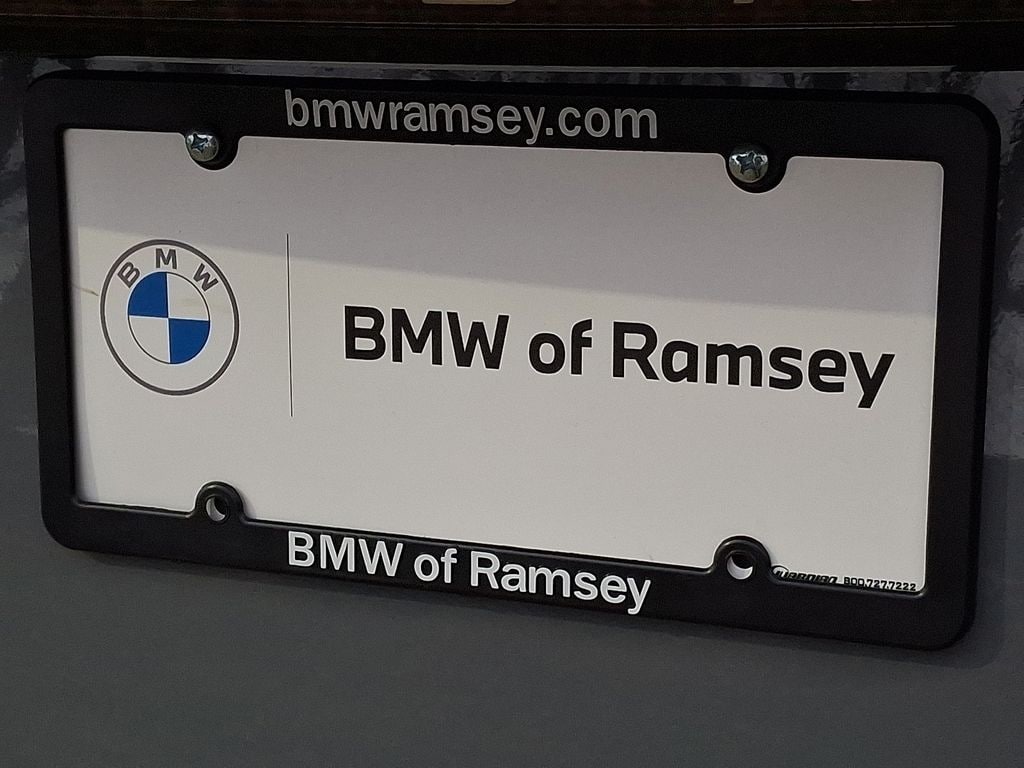 bmwramsey.com
BMW
BMW of Ramsey
BMW of Ramsey
800.727.7222